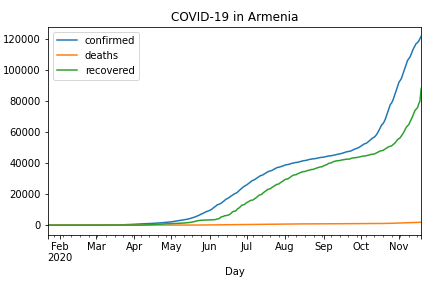 COVID-19 in Armenia
confirmed
deaths
recovered
120000
100000
80000
60000
40000
20000
0
Feb Mar Apr May Jun Jul Aug Sep Oct Nov
2020
Day